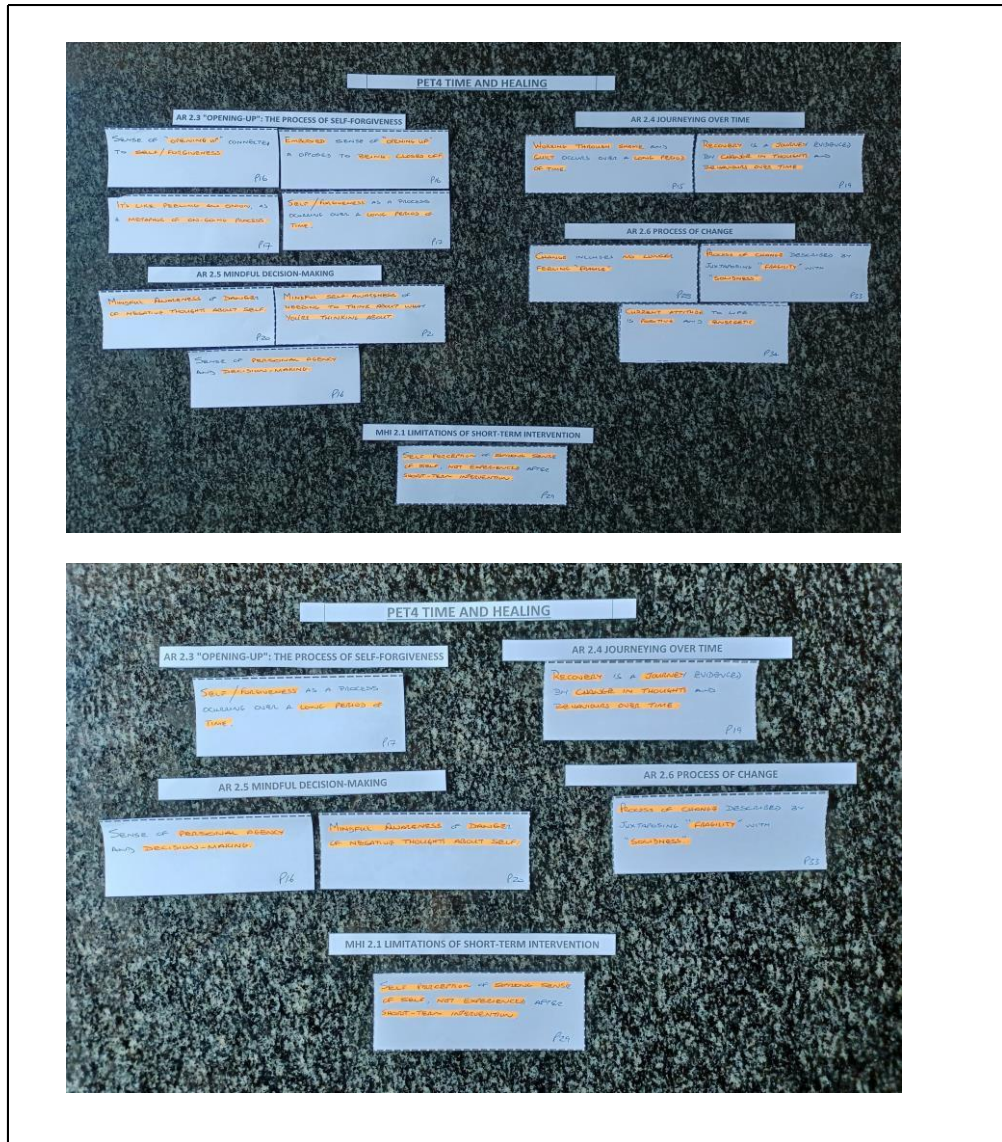 PET4 TIME AND HEALING
AR 2.3 "OPENING-UP": THE PROCESS OF SELF-FORGIVENESS
SENSE OF "OPENING UP" CONNECTED
TO SELF/FORGIVENESS.
P16
EMBODIED SENSE OF "OPENING UP"
A OPPOSED TO BEING CLOSED OFF.
P16
IT'S LIKE PEELING AN ONION, AS
A METAPHOR OF ON-GOING PROCESS.
P17
SELF/FORGIVENESS AS A PROCESS
OCURRING OVER A LONG PERIOD OF
TIME.
P17
AR 2.4 JOURNEYING OVER TIME
WORKING THROUGH SHAME AND
GUILT OCCURS OVER A LONG PERIOD
OF TIME.
P15
RECOVERY IS A JOURNEY EVIDENCED
BY CHANGE IN THOUGHTS AND
BEHAVIOURS OVER TIME.
P19
AR 2.5 MINDFUL DECISION-MAKING
MINDFUL AWARENESS OF DANGER
OF NEGATIVE THOUGHTS ABOUT SELF.
P20
MINDFUL SELF AWARENESS OF
NEEDING TO THINK ABOUT WHAT
YOU'RE THINKING ABOUT.
P21
SENSE OF PERSONAL AGENCY
AND DECISION-MAKING.
P16
AR 2.6 PROCESS OF CHANGE
CHANGE INCLUDES NO LONGER
FEELING "FRAGILE"
PROCESS OF CHANGE DESCRIBED BY
JUXTAPOSING "FRAGILITY" WITH
"SOLIDNESS.
P33
CURRENT ATTITUDE TO LIFE
IS POSITIVE AND
MHI 2.1 LIMITATIONS OF SHORT-TERM INTERVENTION
SELF PERCEPTION OF STRONG SENSE
OF SELF, NOT EXPERIENCED AFTER
SHORT-TERM INTERVENTION
P29
PET4 TIME AND HEALING
AR 2.3 "OPENING-UP": THE PROCESS OF SELF-FORGIVENESS
SELF/FORGIVENESS AS A PROCESS
OCURRING OVER A LONG PERIOD OF
TIME.
P17
AR 2.4 JOURNEYING OVER TIME
RECOVERY IS A JOURNEY EVIDENCED
BY CHANGE IN THOUGHTS AND
BEHAVIOURS OVER TIME.
P19
AR 2.5 MINDFUL DECISION-MAKING
SENSE OF PERSONAL AGENCY
AND DECISION-MAKING.
P16
MINDFUL AWARENESS OF DANGER
OF NEGATIVE THOUGHTS ABOUT SELF.
P20
AR 2.6 PROCESS OF CHANGE
PROCESS OF CHANGE DESCRIBED BY
JUXTAPOSING "FRAGILITY" WITH
"SOLIDNESS.
P33
MHI 2.1 LIMITATIONS OF SHORT-TERM INTERVENTION
SELF PERCEPTION OF STRONG SENSE
OF SELF, NOT EXPERIENCED AFTER
SHORT-TERM INTERVENTION
P29